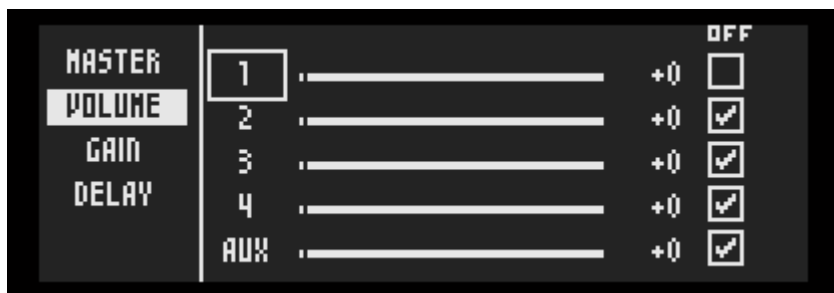 OFF
MASTER
1 +0
VOLUME
2 +0
GAIN
3 +0
DELAY
4 +0
AUX +0